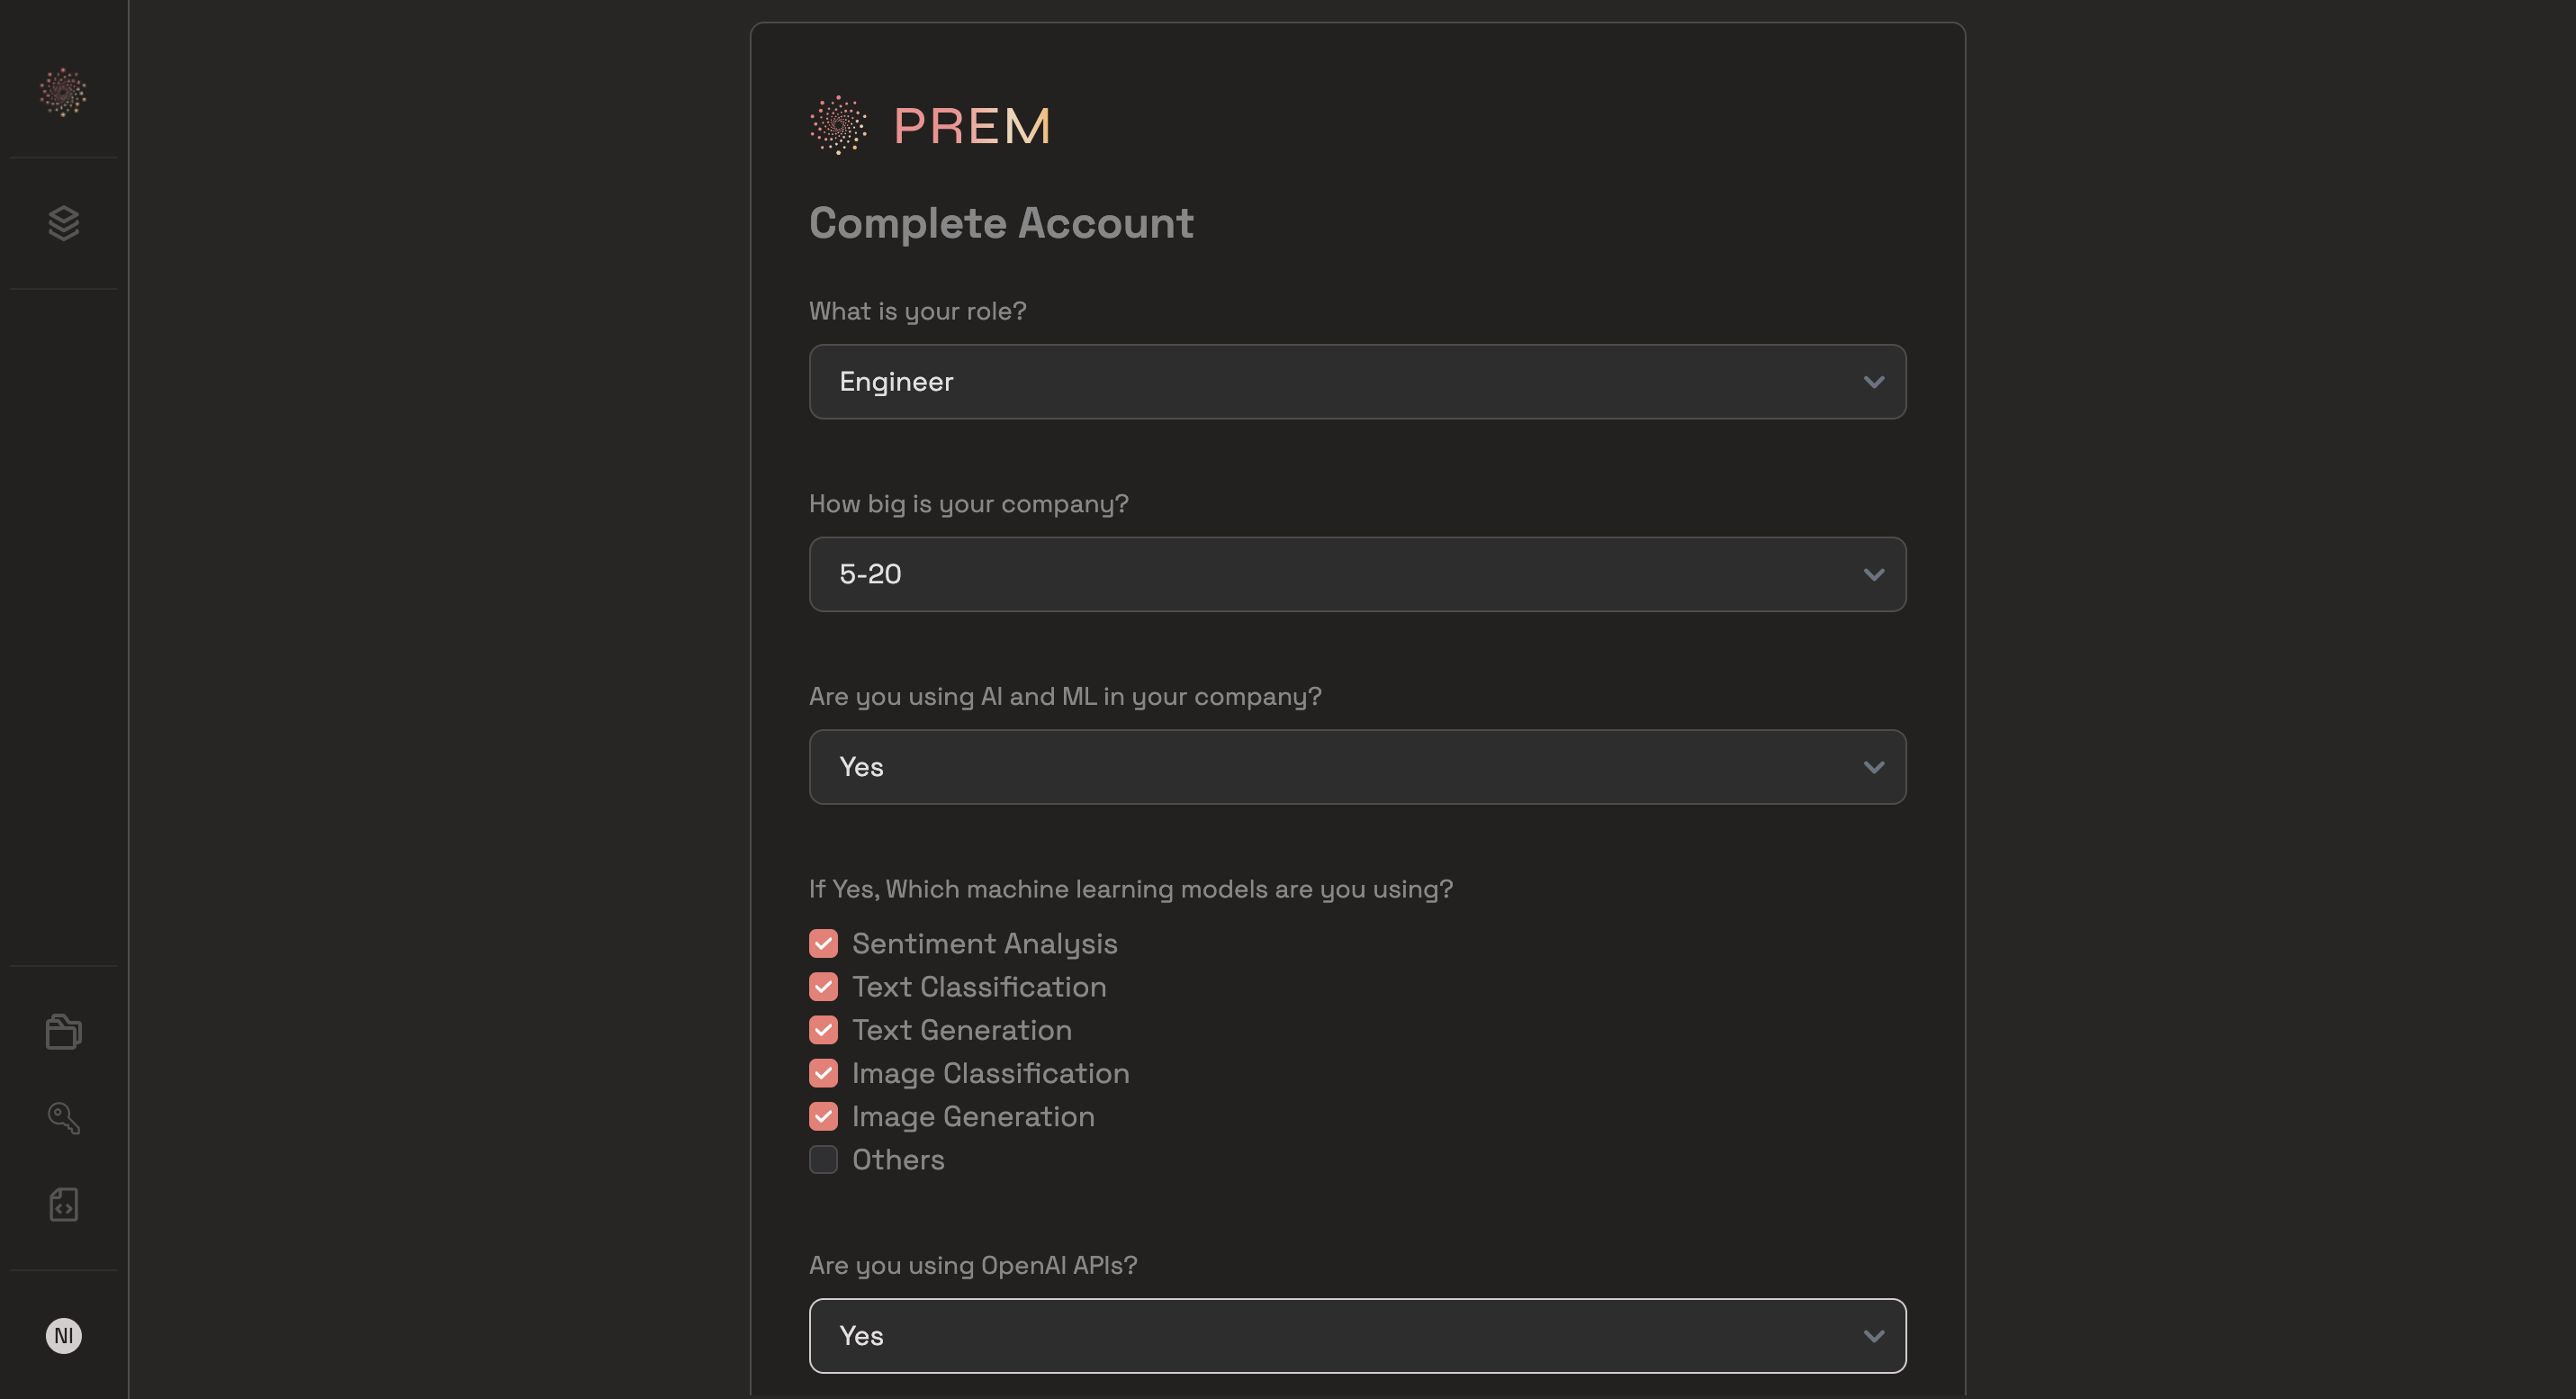 PREM
Complete Account
What is your role?
Engineer
How big is your company?
5-20
Are you using AI and ML in your company?
Yes
If Yes, Which machine learning models are you using?
Sentiment Analysis
Text Classification
Text Generation
Image Classification
Image Generation
Others
Are you using OpenAI APIs?
Yes
NI